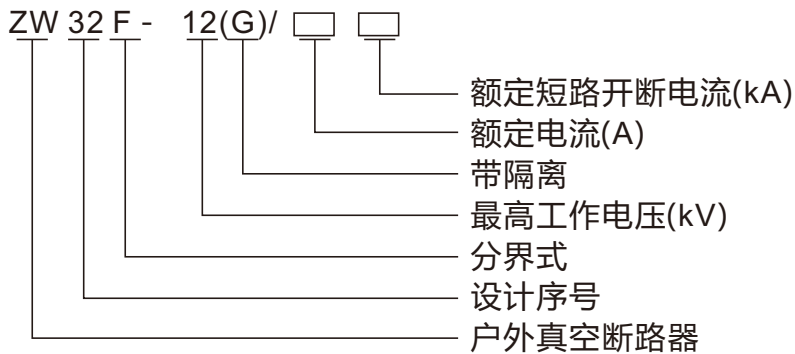 ZW 32 F - 12(G)/ □ □
额定短路开断电流(kA)
额定电流(A)
带隔离
最高工作电压(kV)
分界式
设计序号
户外真空断路器